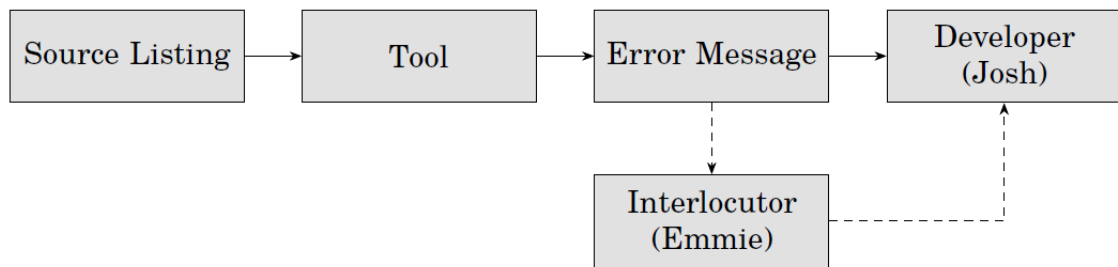 Source Listing
Tool
Error Message
Developer
(Josh)
Interlocutor
(Emmie)